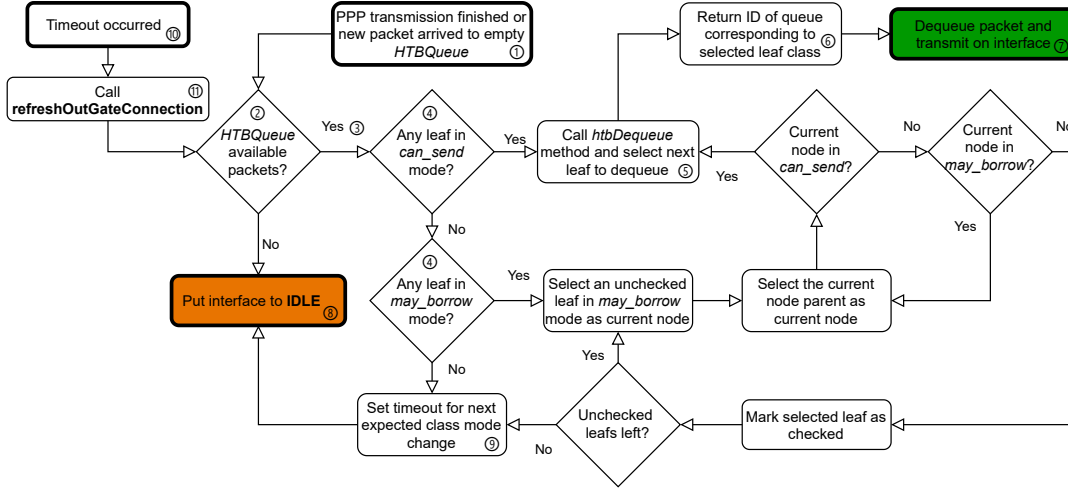 Timeout occurred
⑩
PPP transmission finished or
new packet arrived to empty
HTBQueue
①
Return ID of queue
corresponding to
selected leaf class
⑥
Dequeue packet and
transmit on interface
⑦
Call
⑪
refreshOutGateConnection
②
HTBQueue
available
packets?
Yes ③
④
Any leaf in
can_send
mode?
Yes
Call htbDequeue
method and select next
leaf to dequeue
⑤
Yes
Current
node in
can_send?
No
Current
node in
may_borrow?
No
No
No
Yes
Put interface to IDLE
⑧
④
Any leaf in
may_borrow
mode?
Yes
Select an unchecked
leaf in may_borrow
mode as current node
Select the current
node parent as
current node
No
Yes
Set timeout for next
expected class mode
change
⑨
No
Unchecked
leafs left?
Mark selected leaf as
checked